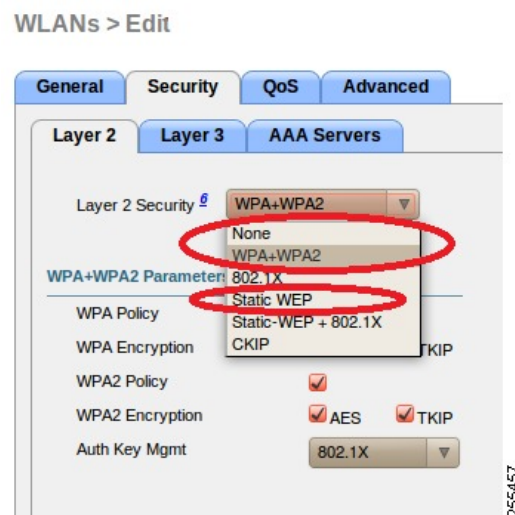 WLANs > Edit
General Security QoS Advanced
Layer 2 Layer 3 AAA Servers
Layer 2 Security 6 WPA+WPA2
None
WPA+WPA2
802.1X
Static WEP
Static-WEP + 802.1X
CKIP
WPA+WPA2 Parameter
WPA Policy
WPA Encryption TKIP
WPA2 Policy
WPA2 Encryption AES TKIP
Auth Key Mgmt 802.1X
255457